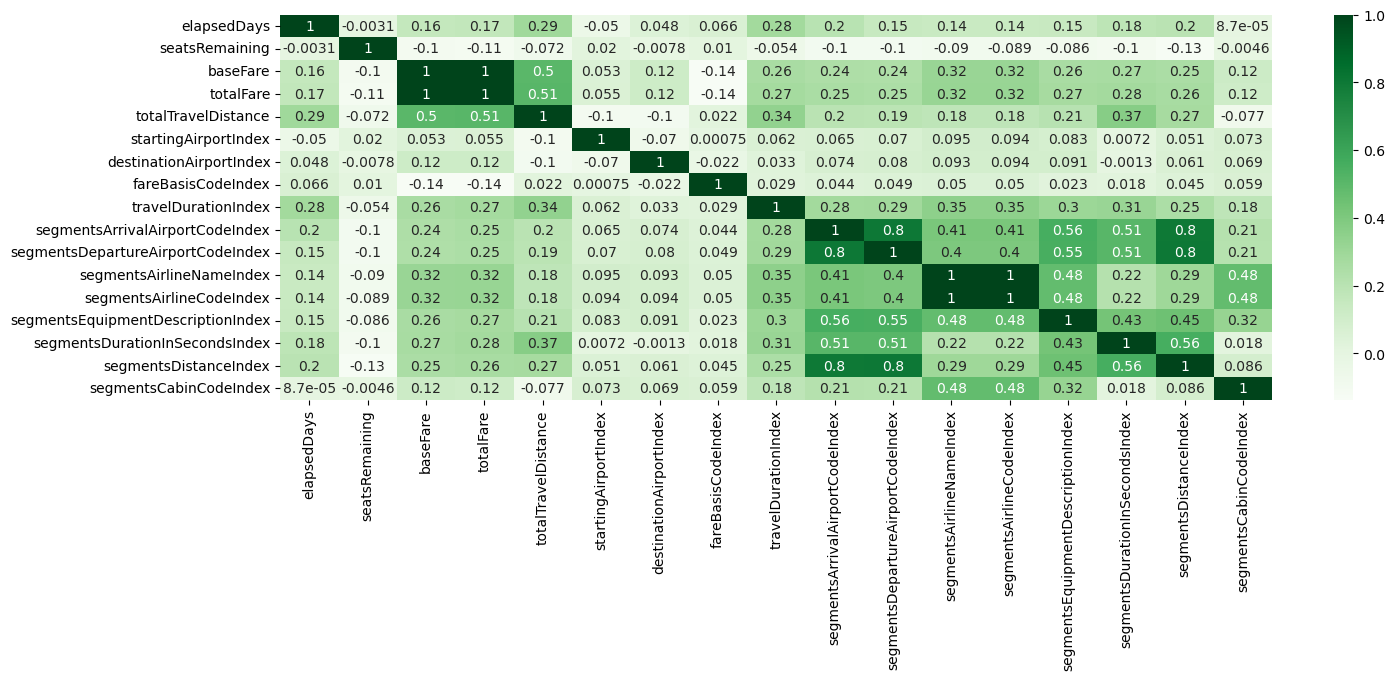 elapsedDays 1 -0.0031 0.16 0.17 0.29 -0.05 0.048 0.066 0.28 0.2 0.15 0.14 0.14 0.15 0.18 0.2 8.7e-05 1.0
seatsRemaining -0.0031 1 -0.1 -0.11 -0.072 0.02 -0.0078 0.01 -0.054 -0.1 -0.1 -0.09 -0.089 -0.086 -0.1 -0.13 -0.0046
baseFare 0.16 -0.1 1 1 0.5 0.053 0.12 -0.14 0.26 0.24 0.24 0.32 0.32 0.26 0.27 0.25 0.12 0.8
totalFare 0.17 -0.11 1 1 0.51 0.055 0.12 -0.14 0.27 0.25 0.25 0.32 0.32 0.27 0.28 0.26 0.12
totalTravelDistance 0.29 -0.072 0.5 0.51 1 -0.1 -0.1 0.022 0.34 0.2 0.19 0.18 0.18 0.21 0.37 0.27 -0.077
startingAirportIndex -0.05 0.02 0.053 0.055 -0.1 1 -0.07 0.00075 0.062 0.065 0.07 0.095 0.094 0.083 0.0072 0.051 0.073 0.6
destinationAirportIndex 0.048 -0.0078 0.12 0.12 -0.1 -0.07 1 -0.022 0.033 0.074 0.08 0.093 0.094 0.091 -0.0013 0.061 0.069
fareBasisCodeIndex 0.066 0.01 -0.14 -0.14 0.022 0.00075 -0.022 1 0.029 0.044 0.049 0.05 0.05 0.023 0.018 0.045 0.059
travelDurationIndex 0.28 -0.054 0.26 0.27 0.34 0.062 0.033 0.029 1 0.28 0.29 0.35 0.35 0.3 0.31 0.25 0.18 0.4
segmentsArrivalAirportCodeIndex 0.2 -0.1 0.24 0.25 0.2 0.065 0.074 0.044 0.28 1 0.8 0.41 0.41 0.56 0.51 0.8 0.21
segmentsDepartureAirportCodeIndex 0.15 -0.1 0.24 0.25 0.19 0.07 0.08 0.049 0.29 0.8 1 0.4 0.4 0.55 0.51 0.8 0.21
segmentsAirlineNameIndex 0.14 -0.09 0.32 0.32 0.18 0.095 0.093 0.05 0.35 0.41 0.4 1 1 0.48 0.22 0.29 0.48 0.2
segmentsAirlineCodeIndex 0.14 -0.089 0.32 0.32 0.18 0.094 0.094 0.05 0.35 0.41 0.4 1 1 0.48 0.22 0.29 0.48
segmentsEquipmentDescriptionIndex 0.15 -0.086 0.26 0.27 0.21 0.083 0.091 0.023 0.3 0.56 0.55 0.48 0.48 1 0.43 0.45 0.32
segmentsDurationInSecondsIndex 0.18 -0.1 0.27 0.28 0.37 0.0072 -0.0013 0.018 0.31 0.51 0.51 0.22 0.22 0.43 1 0.56 0.018 0.0
segmentsDistanceIndex 0.2 -0.13 0.25 0.26 0.27 0.051 0.061 0.045 0.25 0.8 0.8 0.29 0.29 0.45 0.56 1 0.086
segmentsCabinCodeIndex 8.7e-05 -0.0046 0.12 0.12 -0.077 0.073 0.069 0.059 0.18 0.21 0.21 0.48 0.48 0.32 0.018 0.086 1
elapsedDays
seatsRemaining
baseFare
totalFare
totalTravelDistance
startingAirportIndex
destinationAirportIndex
fareBasisCodeIndex
travelDurationIndex
segmentsArrivalAirportCodeIndex
segmentsDepartureAirportCodeIndex
segmentsAirlineNameIndex
segmentsAirlineCodeIndex
segmentsEquipmentDescriptionIndex
segmentsDurationInSecondsIndex
segmentsDistanceIndex
segmentsCabinCodeIndex